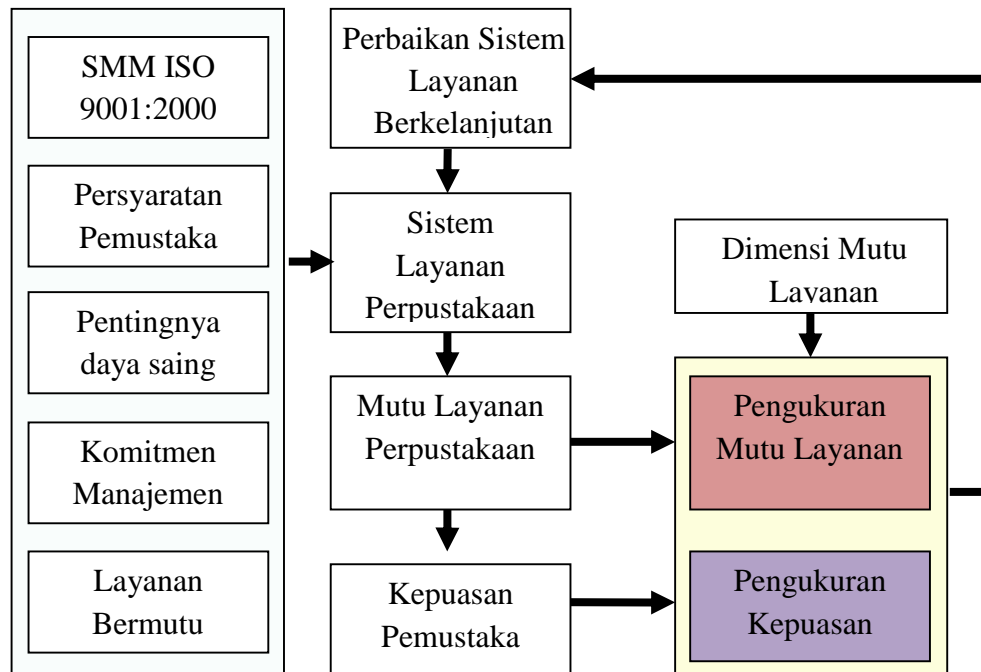 SMM ISO
9001:2000
Persyaratan
Pemustaka
Pentingnya
daya saing
Komitmen
Manajemen
Layanan
Bermutu
Perbaikan Sistem
Layanan
Berkelanjutan
Sistem
Layanan
Perpustakaan
Mutu Layanan
Perpustakaan
Kepuasan
Pemustaka
Dimensi Mutu
Layanan
Pengukuran
Mutu Layanan
Pengukuran
Kepuasan